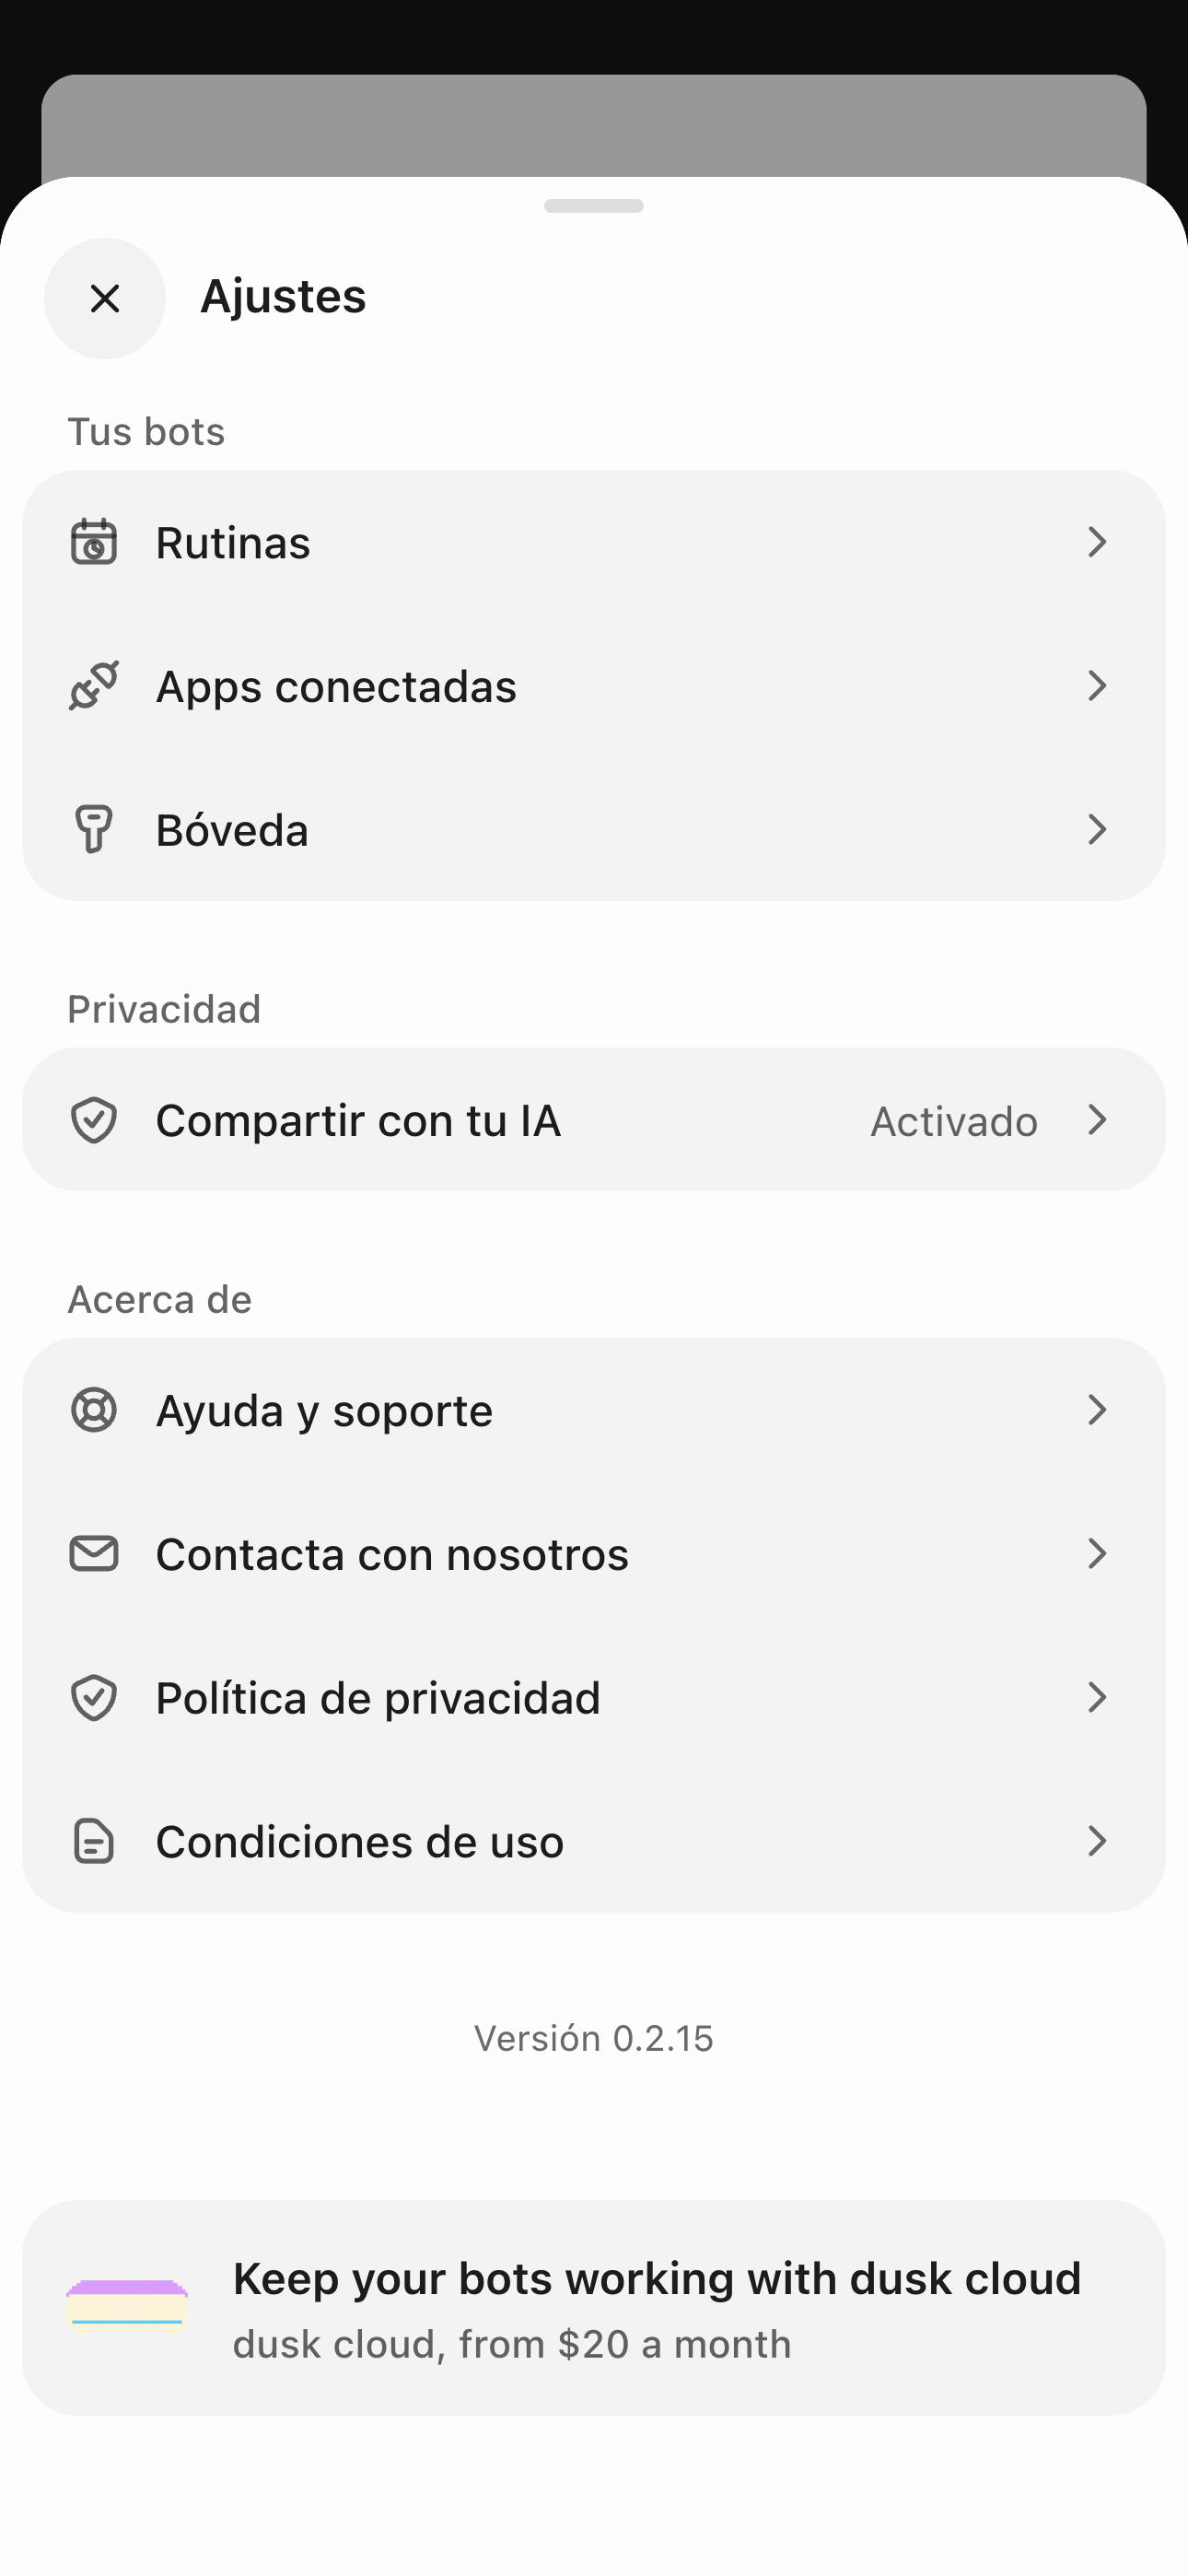 Ajustes
Tus bots
Rutinas
Apps conectadas
Bóveda
Privacidad
Compartir con tu IA Activado
Acerca de
Ayuda y soporte
Contacta con nosotros
Política de privacidad
Condiciones de uso
Versión 0.2.15
Keep your bots working with dusk cloud
dusk cloud, from $20 a month